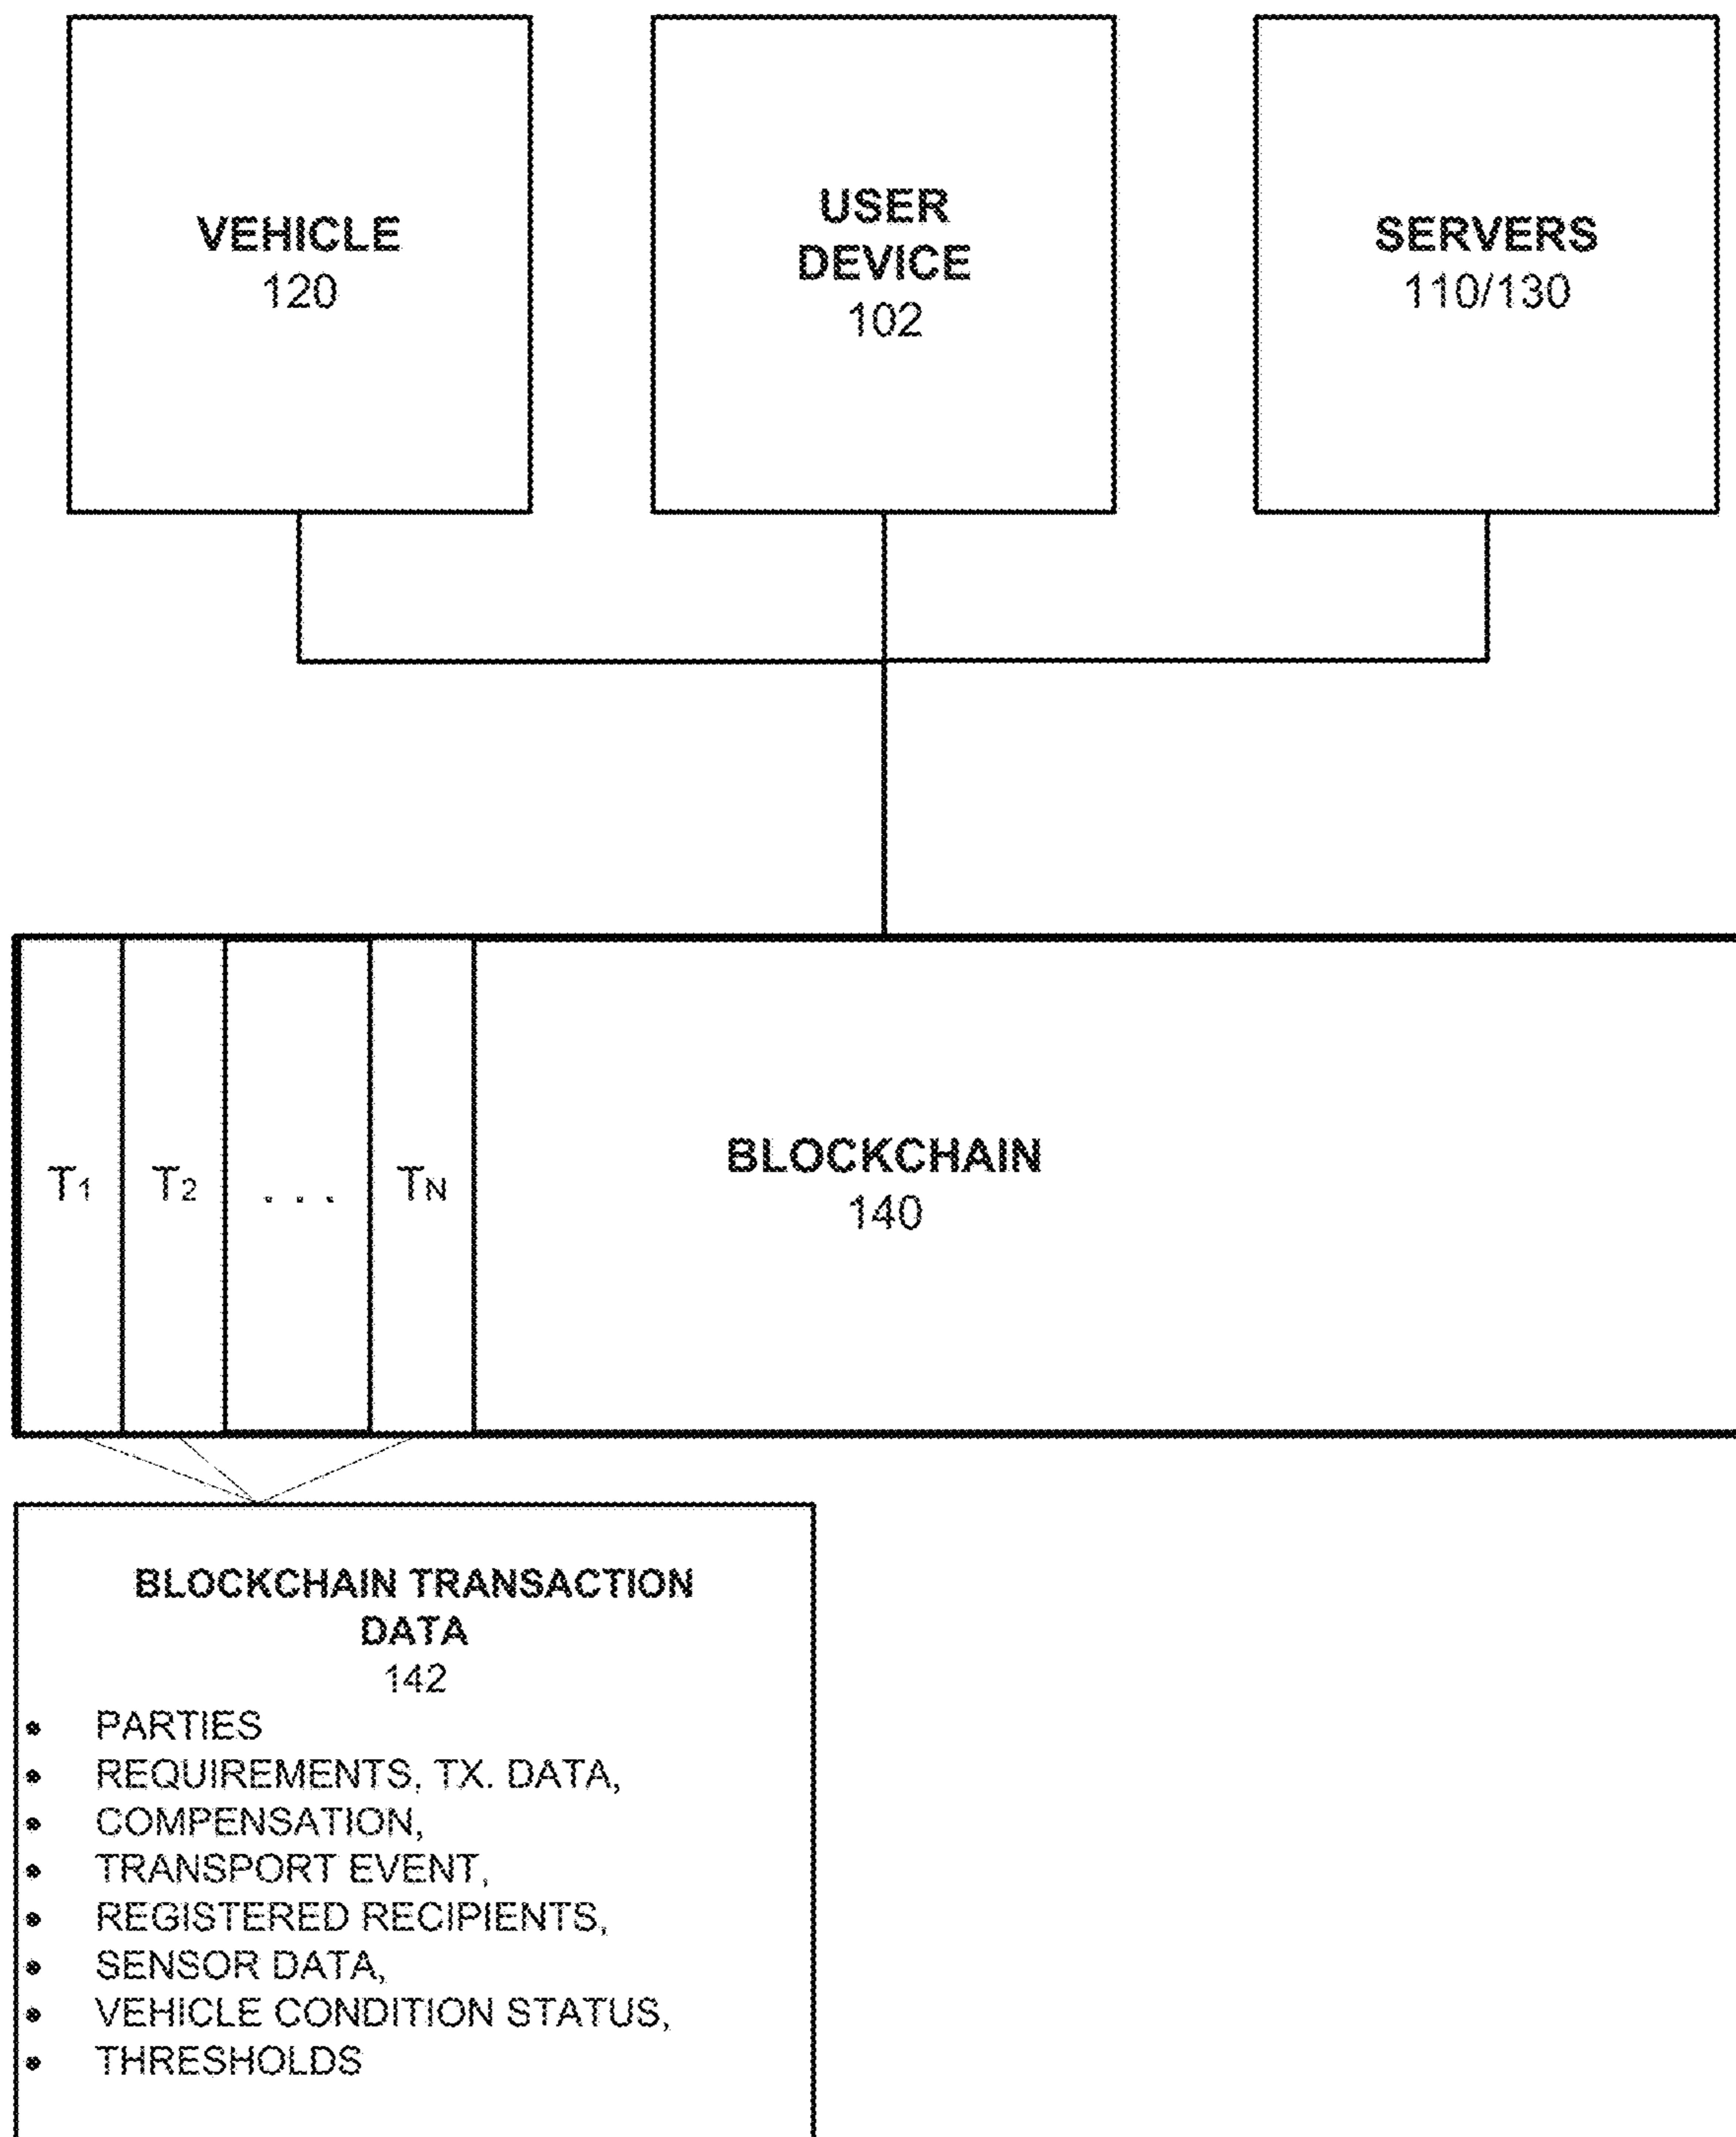 VEHICLE
120
USER
DEVICE
102
SERVERS
110/130
T1
T2
. . .
TN
BLOCKCHAIN
140
BLOCKCHAIN TRANSACTION
DATA
142
• PARTIES
• REQUIREMENTS, TX. DATA,
• COMPENSATION,
• TRANSPORT EVENT,
• REGISTERED RECIPIENTS,
• SENSOR DATA,
• VEHICLE CONDITION STATUS,
• THRESHOLDS